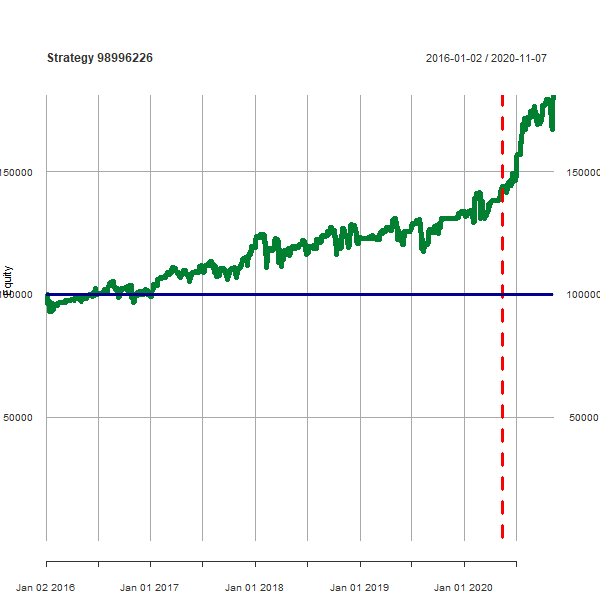 Strategy 98996226
2016-01-02 / 2020-11-07
150000
150000
Equity
100000
100000
50000
50000
Jan 02 2016
Jan 01 2017
Jan 01 2018
Jan 01 2019
Jan 01 2020